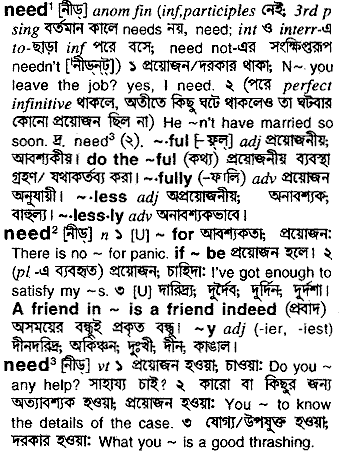 need¹ [নীড্] anom fin (inf,participles নেই; 3rd p
sing বর্তমান কালে needs নয়, need; int ও interr-এ
to-ছাড়া inf পরে বসে; need not-এর সংক্ষিপ্তরূপ
needn't [ˈনীড্‌ন্‌ট্]) ১ প্রয়োজন/দরকার থাকা: N~ you
leave the job? yes, I need. ২ (পরে perfect
infinitive থাকলে, অতীতে কিছু ঘটে থাকলেও তা ঘটবার
কোনো প্রয়োজন ছিল না) He ~n't have married so
soon. দ্র. need³ (২). ~·ful [–ফ্‌ল্] adj প্রয়োজনীয়;
আবশ্যকীয়। do the ~·ful (কথ্য) প্রয়োজনীয় ব্যবস্থা
গ্রহণ/ যথাকর্তব্য করা। ~·fully [–ফালি] adv প্রয়োজন
অনুযায়ী। ~·less adj অপ্রয়োজনীয়; অনাবশ্যক;
বাহুল্য। ~·less·ly adv অনাবশ্যকভাবে।
need² [নীড্] n ১ [U] ~ for আবশ্যকতা; প্রয়োজন:
There is no ~ for panic. if ~ be প্রয়োজন হলে। ২
(pl -এ ব্যবহৃত) প্রয়োজন; চাহিদা: I've got enough to
satisfy my ~s. ৩ [U] দারিদ্র্য; দুর্দৈব; দুর্দিন; দুর্দশা।
A friend in ~ is a friend indeed (প্রবাদ)
অসময়ের বন্ধুই প্রকৃত বন্ধু। ~y adj (-ier, -iest)
দীনদরিদ্র; অকিঞ্চন; দুঃখী; দীন; কাঙাল।
need³ [নীড্] vt ১ প্রয়োজন হওয়া; চাওয়া: Do you ~
any help? সাহায্য চাই? ২ কারো বা কিছুর জন্য
অত্যাবশ্যক হওয়া; প্রয়োজন হওয়া: You ~ to know
the details of the case. ৩ যোগ্য/উপযুক্ত হওয়া;
দরকার হওয়া: What you ~ is a good thrashing.